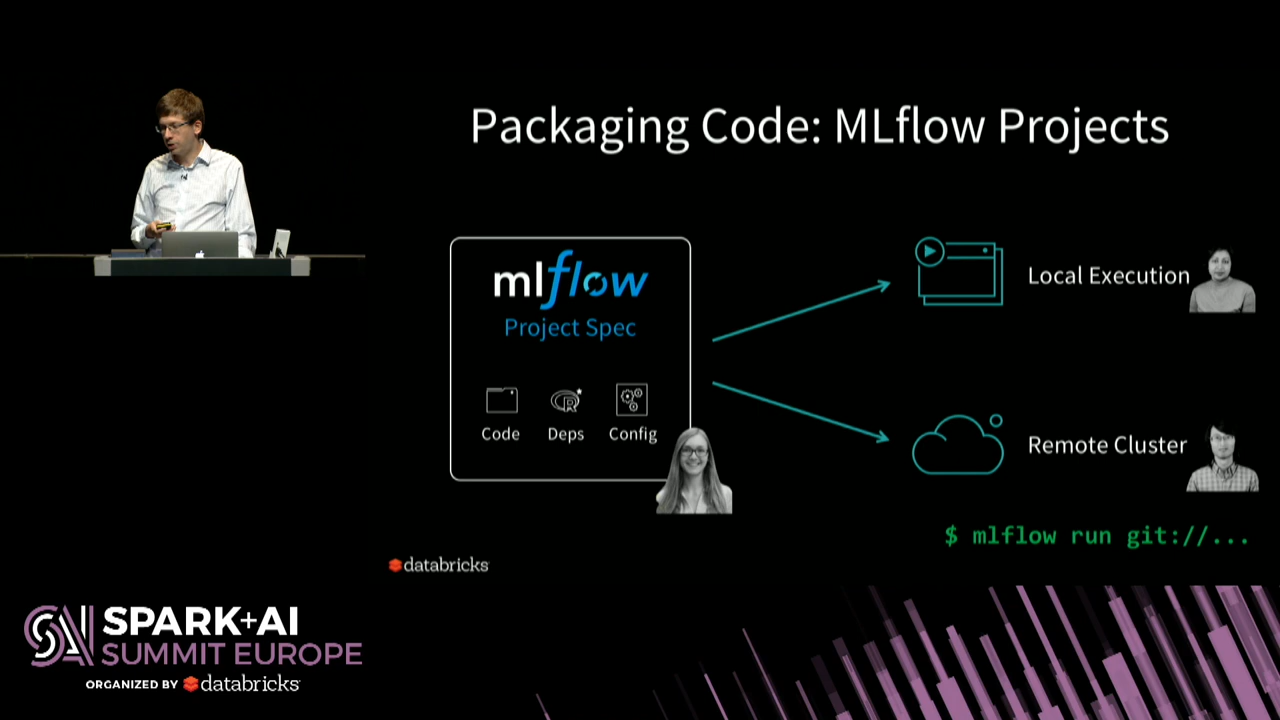 Packaging Code: MLflow Projects
mlflow
Project Spec
Code
Deps
Config
Local Execution
Remote Cluster
$ mlflow run git://...
databricks
SPARK+AI
SUMMIT EUROPE
ORGANIZED BY databricks